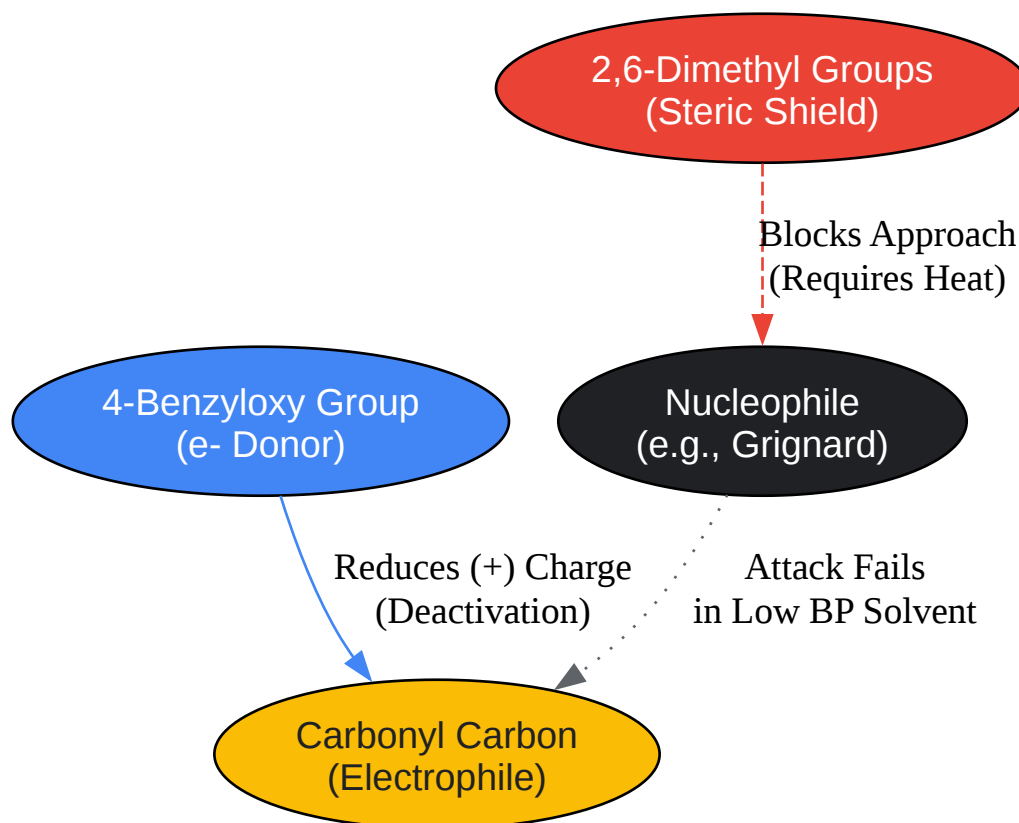 2,6-Dimethyl Groups
(Steric Shield)
Blocks Approach
(Requires Heat)
4-Benzyloxy Group
(e- Donor)
Nucleophile
(e.g., Grignard)
Reduces (+) Charge
(Deactivation)
Attack Fails
in Low BP Solvent
Carbonyl Carbon
(Electrophile)